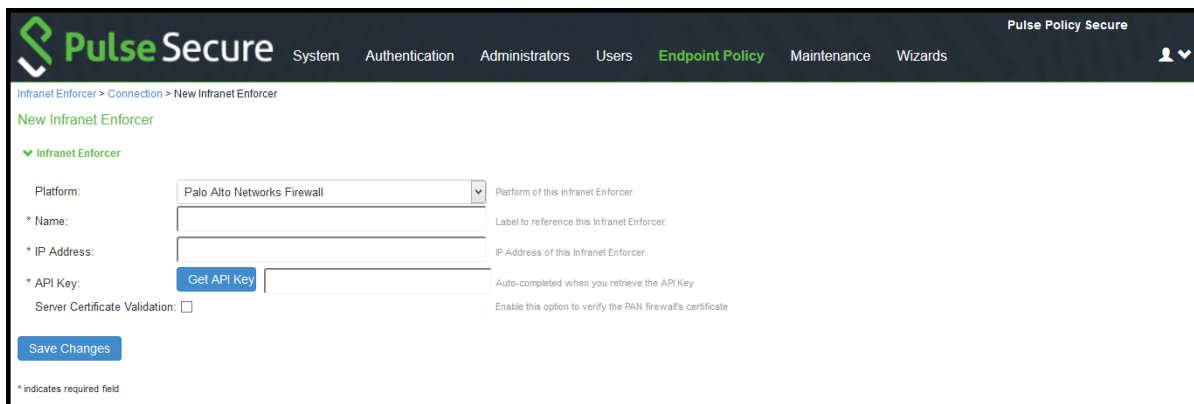 Pulse Policy Secure
Pulse Secure System Authentication Administrators Users Endpoint Policy Maintenance Wizards
Infranet Enforcer > Connection > New Infranet Enforcer
New Infranet Enforcer
Infranet Enforcer
Platform: Palo Alto Networks Firewall Platform of this Infranet Enforcer.
* Name: Label to reference this Infranet Enforcer.
* IP Address: IP Address of this Infranet Enforcer
* API Key: Get API Key Auto-completed when you retrieve the API Key
Server Certificate Validation: Enable this option to verify the PAN firewall's certificate
Save Changes
* indicates required field